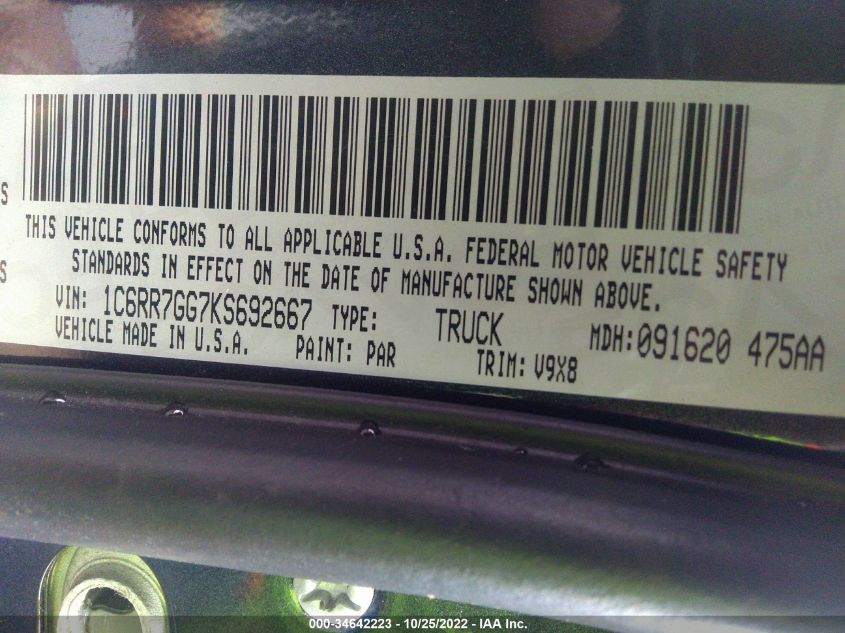 S
THIS VEHICLE CONFORMS TO ALL APPLICABLE U.S.A. FEDERAL MOTOR VEHICLE SAFETY
S
STANDARDS IN EFFECT ON THE DATE OF MANUFACTURE SHOWN ABOVE.
VIN: 1C6RR7GG7KS692667 TYPE: TRUCK MDH:091620 475AA
VEHICLE MADE IN U.S.A. PAINT: PAR TRIM: V9X8
000-34642223 - 10/25/2022 - IAA Inc.